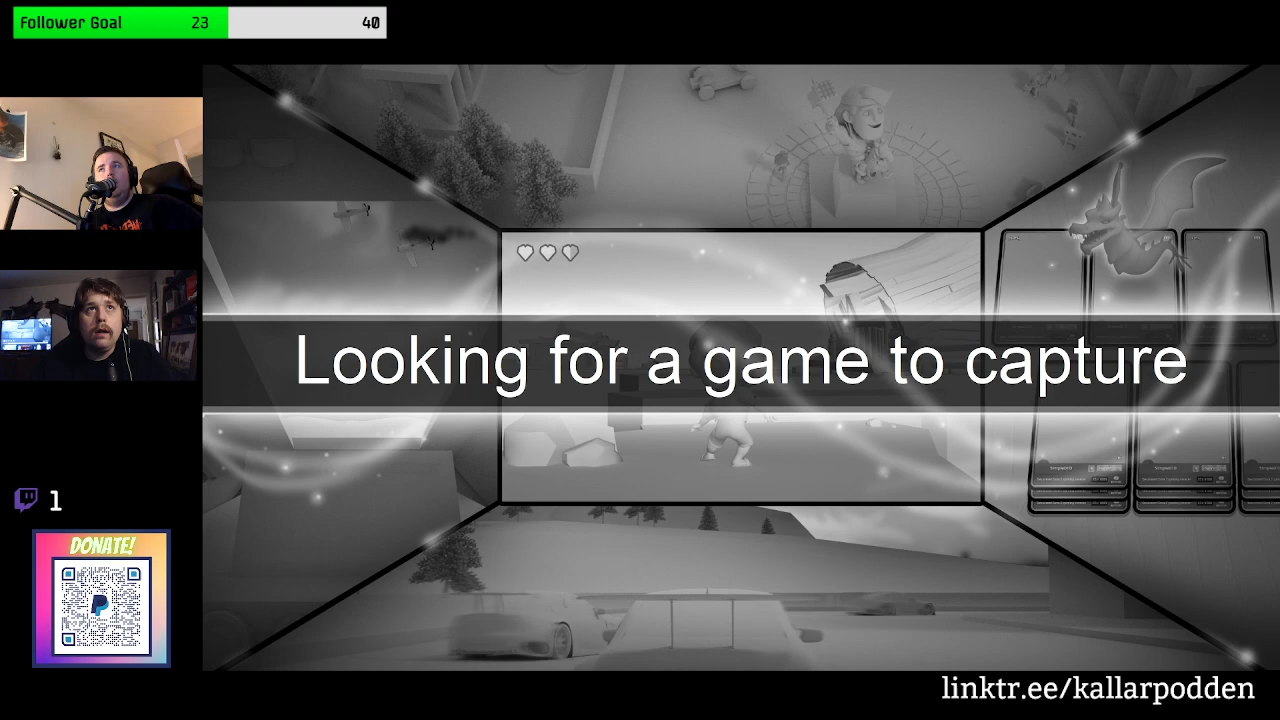 Follower Goal 23 40
Looking for a game to capture
1
DONATE!
linktr.ee/kallarpodden